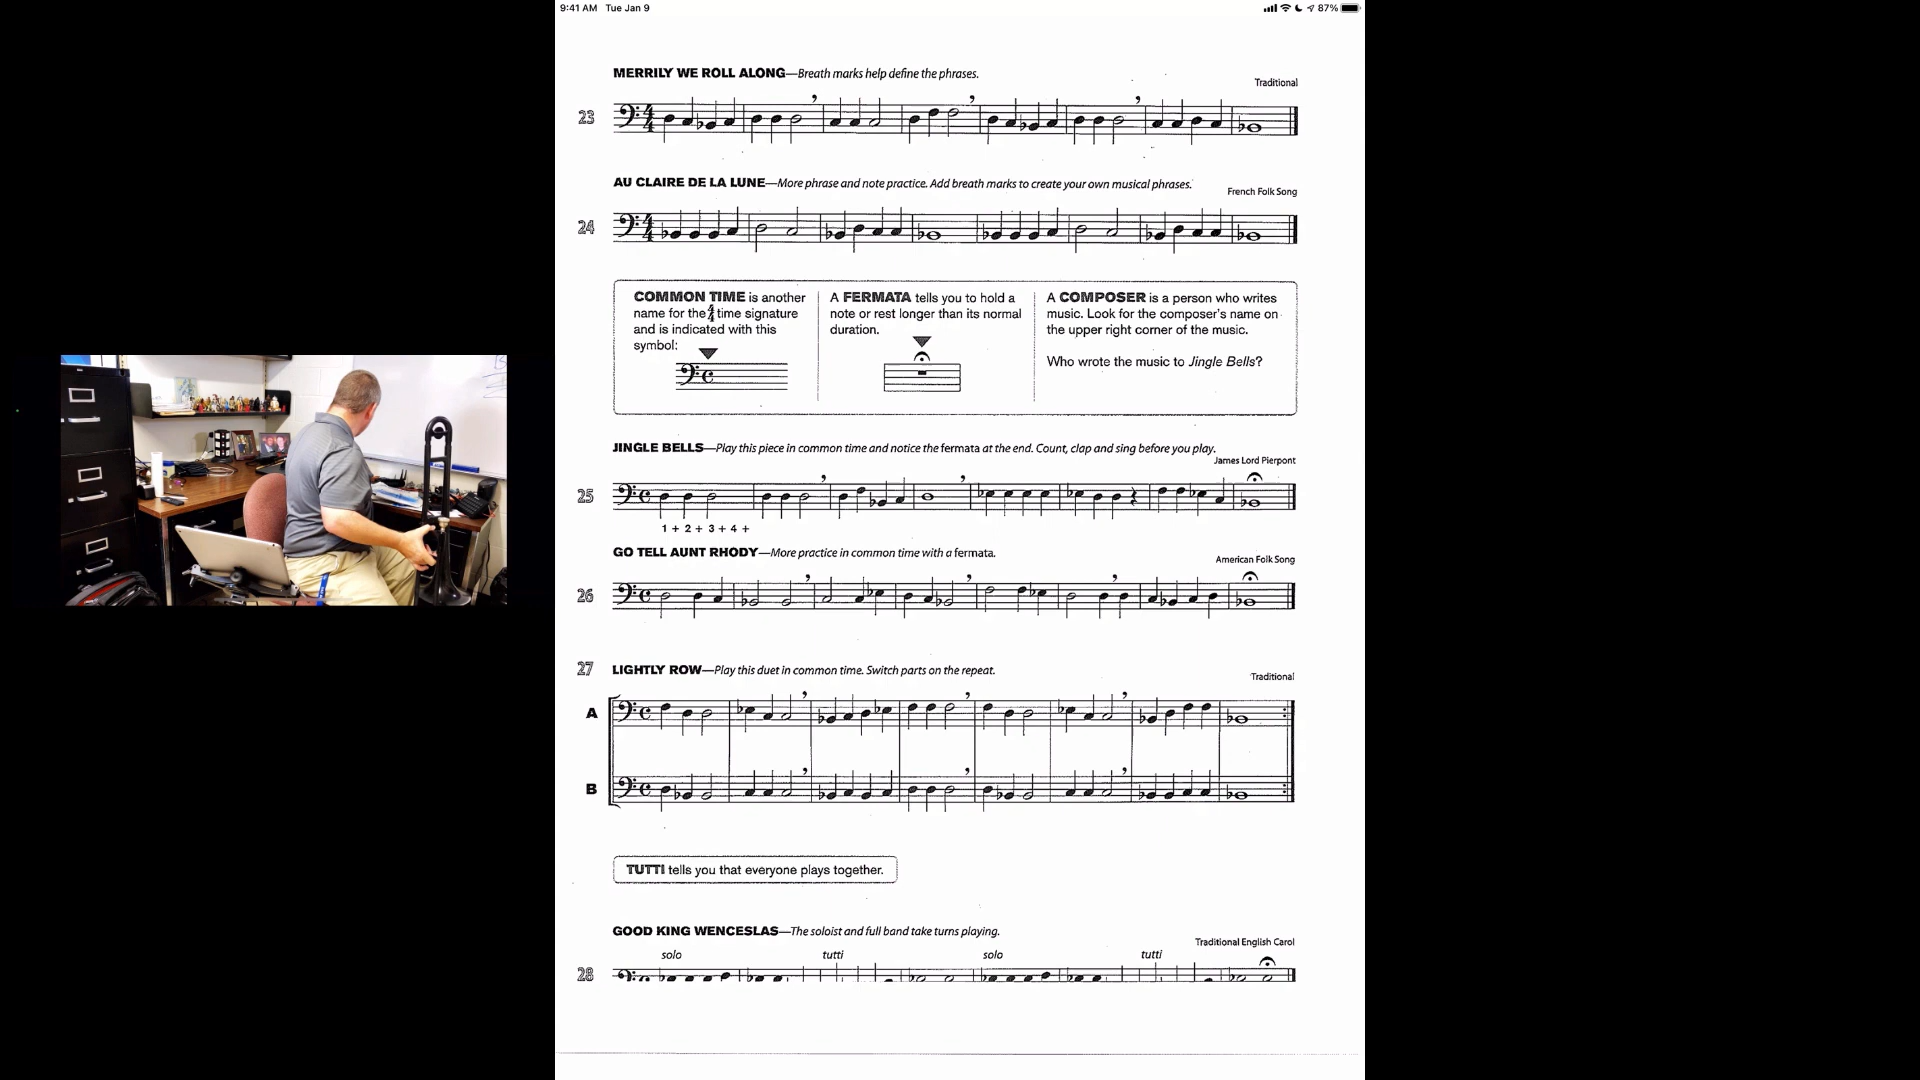 9:41 AM Tue Jan 9
87%
MERRILY WE ROLL ALONG—Breath marks help define the phrases.
Traditional
23
AU CLAIRE DE LA LUNE—More phrase and note practice. Add breath marks to create your own musical phrases.
French Folk Song
24
COMMON TIME is another
name for the 4/4 time signature
and is indicated with this
symbol:
A FERMATA tells you to hold a
note or rest longer than its normal
duration.
A COMPOSER is a person who writes
music. Look for the composer's name on
the upper right corner of the music.
Who wrote the music to Jingle Bells?
JINGLE BELLS—Play this piece in common time and notice the fermata at the end. Count, clap and sing before you play.
James Lord Pierpont
25
1 + 2 + 3 + 4 +
GO TELL AUNT RHODY—More practice in common time with a fermata.
American Folk Song
26
27 LIGHTLY ROW—Play this duet in common time. Switch parts on the repeat.
Traditional
A
B
TUTTI tells you that everyone plays together.
GOOD KING WENCESLAS—The soloist and full band take turns playing.
Traditional English Carol
solo tutti solo tutti
28